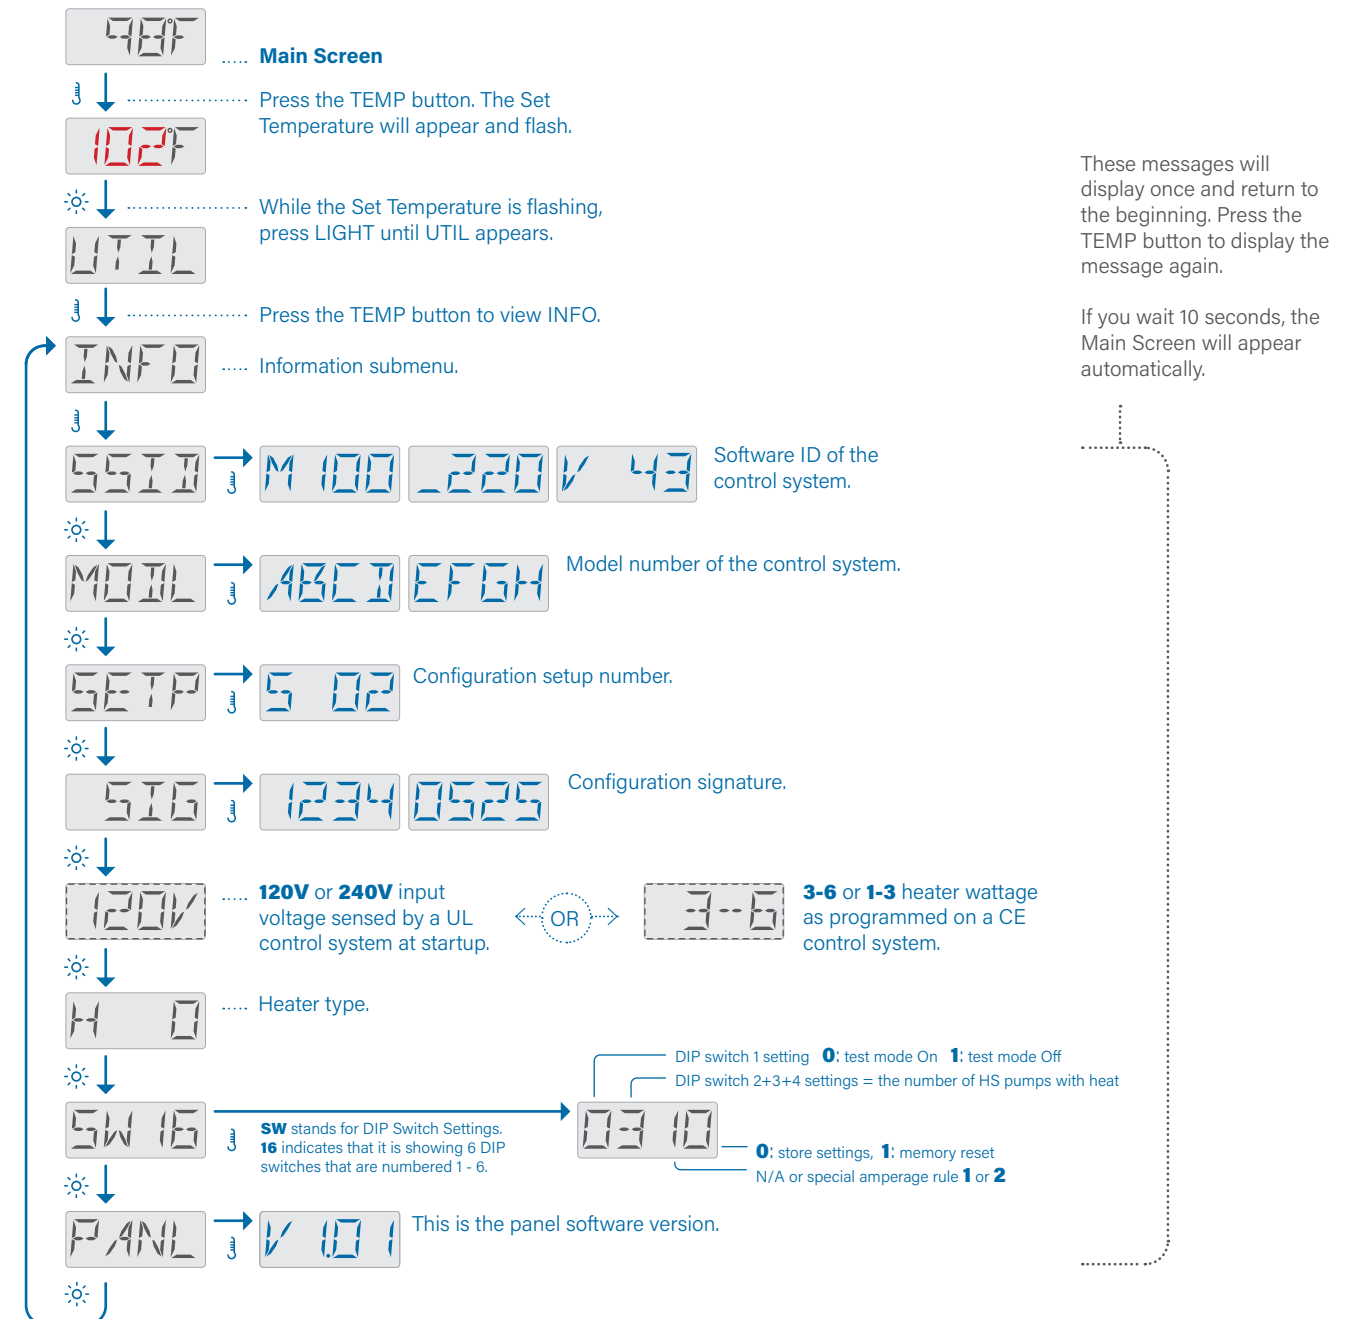 98°F
Main Screen
Press the TEMP button. The Set
Temperature will appear and flash.
102°F
While the Set Temperature is flashing,
press LIGHT until UTIL appears.
UTIL
Press the TEMP button to view INFO.
INFO
Information submenu.
These messages will
display once and return to
the beginning. Press the
TEMP button to display the
message again.
If you wait 10 seconds, the
Main Screen will appear
automatically.
SSID M100 _220 V 43
Software ID of the
control system.
MODL ABCD EFGH
Model number of the control system.
SETP S 02
Configuration setup number.
SIG 1234 0525
Configuration signature.
120V
120V or 240V input
voltage sensed by a UL
control system at startup.
OR
3-6
3-6 or 1-3 heater wattage
as programmed on a CE
control system.
H 0
Heater type.
DIP switch 1 setting 0: test mode On 1: test mode Off
DIP switch 2+3+4 settings = the number of HS pumps with heat
SW 16
SW stands for DIP Switch Settings.
16 indicates that it is showing 6 DIP
switches that are numbered 1 - 6.
0310
0: store settings, 1: memory reset
N/A or special amperage rule 1 or 2
PANL V 1.01
This is the panel software version.